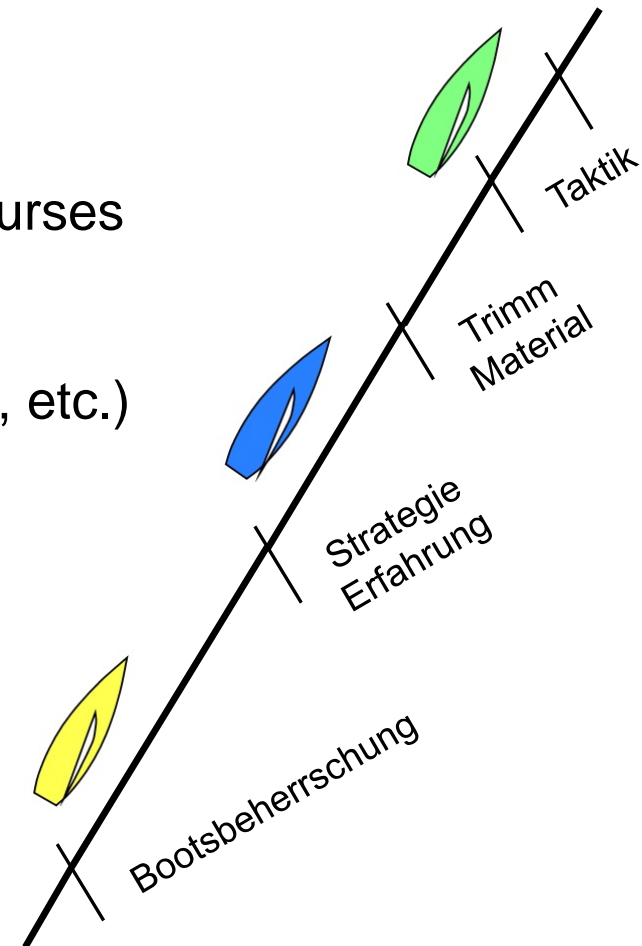 urses
, etc.)
Taktik
Trimm
Material
Strategie
Erfahrung
Bootsbeherrschung